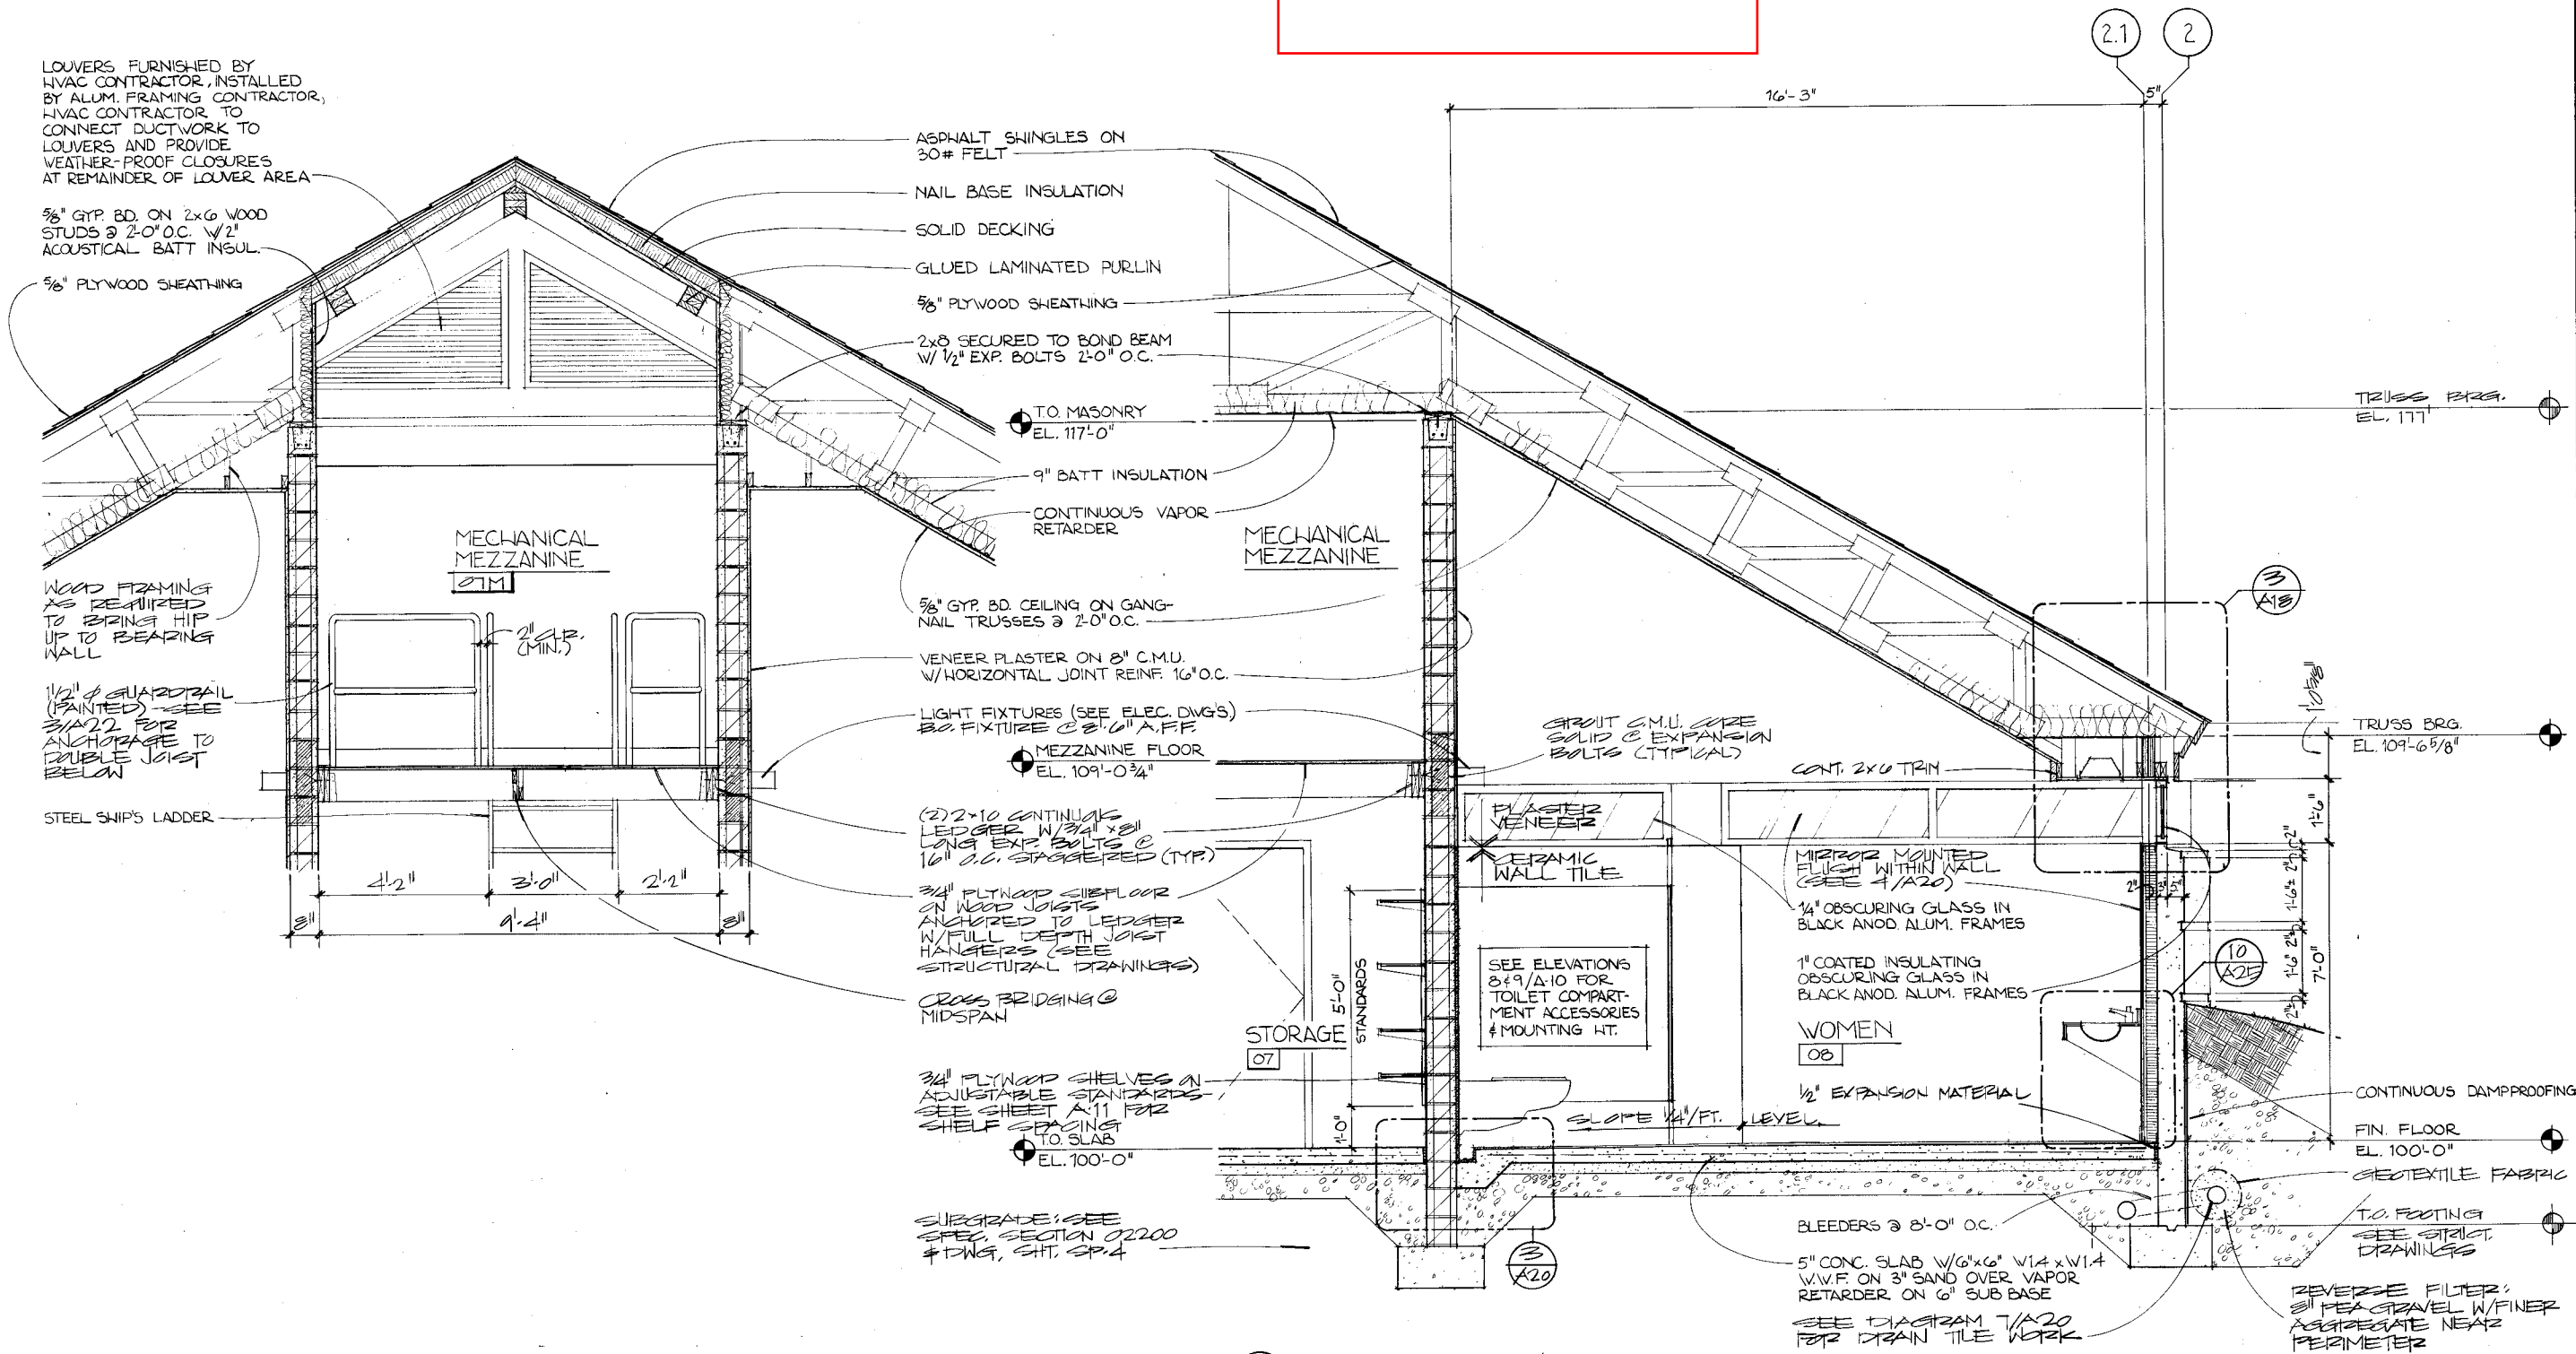 LOUVERS FURNISHED BY
HVAC CONTRACTOR, INSTALLED
BY ALUM. FRAMING CONTRACTOR,
HVAC CONTRACTOR TO
CONNECT DUCTWORK TO
LOUVERS AND PROVIDE
WEATHER-PROOF CLOSURES
AT REMAINDER OF LOUVER AREA
5/8" GYP. BD. ON 2x6 WOOD
STUDS @ 2'-0" O.C. W/2"
ACOUSTICAL BATT INSUL.
5/8" PLYWOOD SHEATHING
WOOD FRAMING
AS REQUIRED
TO BRING HIP
UP TO BEARING
WALL
1 1/2" ø GUARDRAIL
(PAINTED) - SEE
3/A22 FOR
ANCHORAGE TO
DOUBLE JOIST
BELOW
STEEL SHIP'S LADDER
MECHANICAL
MEZZANINE
07M
2" CLR.
(MIN.)
4'-2"
3'-0"
2'-2"
8"
9'-4"
8"
ASPHALT SHINGLES ON
30# FELT
NAIL BASE INSULATION
SOLID DECKING
GLUED LAMINATED PURLIN
5/8" PLYWOOD SHEATHING
2x8 SECURED TO BOND BEAM
W/ 1/2" EXP. BOLTS 2'-0" O.C.
T.O. MASONRY
EL. 117'-0"
9" BATT INSULATION
CONTINUOUS VAPOR
RETARDER
5/8" GYP. BD. CEILING ON GANG-
NAIL TRUSSES @ 2'-0" O.C.
VENEER PLASTER ON 8" C.M.U.
W/HORIZONTAL JOINT REINF. 16" O.C.
LIGHT FIXTURES (SEE ELEC. DWG'S)
B.O. FIXTURE @ 8'-6" A.F.F.
MEZZANINE FLOOR
EL. 109'-0 3/4"
(2) 2x10 CONTINUOUS
LEDGER W/3/4" x 8"
LONG EXP. BOLTS @
16" O.C. STAGGERED (TYP.)
3/4" PLYWOOD SUBFLOOR
ON WOOD JOISTS
ANCHORED TO LEDGER
W/FULL DEPTH JOIST
HANGERS (SEE
STRUCTURAL DRAWINGS)
CROSS BRIDGING @
MIDSPAN
3/4" PLYWOOD SHELVES ON
ADJUSTABLE STANDARDS
SEE SHEET A-11 FOR
SHELF SPACING
T.O. SLAB
EL. 100'-0"
SUBGRADE: SEE
SPEC. SECTION 02200
& DWG. SHT. SP.4
MECHANICAL
MEZZANINE
STORAGE
07
5'-0"
STANDARDS
1'-0"
16'-3"
5"
2.1
2
GROUT C.M.U. CORE
SOLID @ EXPANSION
BOLTS (TYPICAL)
CONT. 2x6 TRIM
PLASTER
VENEER
CERAMIC
WALL TILE
SEE ELEVATIONS
8&9/A-10 FOR
TOILET COMPART-
MENT ACCESSORIES
& MOUNTING HT.
MIRROR MOUNTED
FLUSH WITHIN WALL
(SEE 4/A20)
1/4" OBSCURING GLASS IN
BLACK ANOD. ALUM. FRAMES
1" COATED INSULATING
OBSCURING GLASS IN
BLACK ANOD. ALUM. FRAMES
WOMEN
08
1/2" EXPANSION MATERIAL
SLOPE 1/4"/FT.
LEVEL
3
A20
BLEEDERS @ 8'-0" O.C.
5" CONC. SLAB W/6"x6" W1.4 x W1.4
W.W.F. ON 3" SAND OVER VAPOR
RETARDER ON 6" SUB BASE
SEE DIAGRAM 7/A20
FOR DRAIN TILE WORK
TRUSS BRG.
EL. 117'
3
A18
1'-0 5/8"
TRUSS BRG.
EL. 109'-6 5/8"
1'-6"
2"
2"
1'-6"±
2"
1'-6"
2"±
7'-0"
2"
3"
5"
10
CONTINUOUS DAMPPROOFING
FIN. FLOOR
EL. 100'-0"
GEOTEXTILE FABRIC
T.O. FOOTING
SEE STRUCT.
DRAWINGS
REVERSE FILTER:
8" PEA GRAVEL W/FINER
AGGREGATE NEAR
PERIMETER